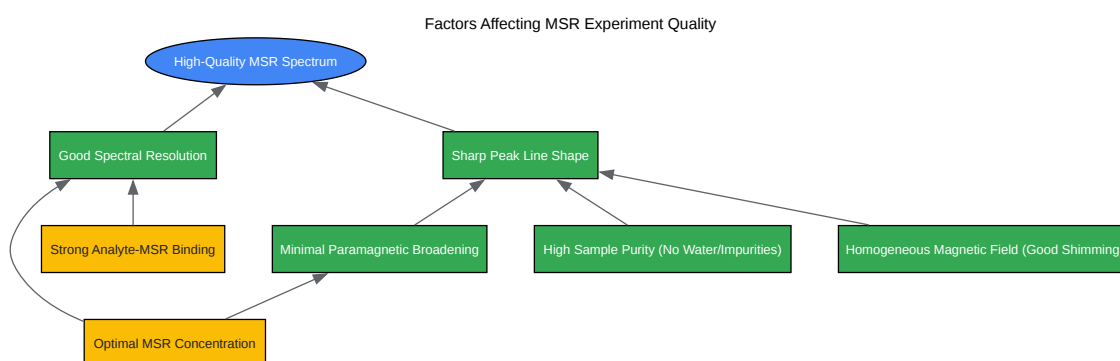 Factors Affecting MSR Experiment Quality
High-Quality MSR Spectrum
Good Spectral Resolution
Sharp Peak Line Shape
Strong Analyte-MSR Binding
Minimal Paramagnetic Broadening
High Sample Purity (No Water/Impurities)
Homogeneous Magnetic Field (Good Shimming
Optimal MSR Concentration